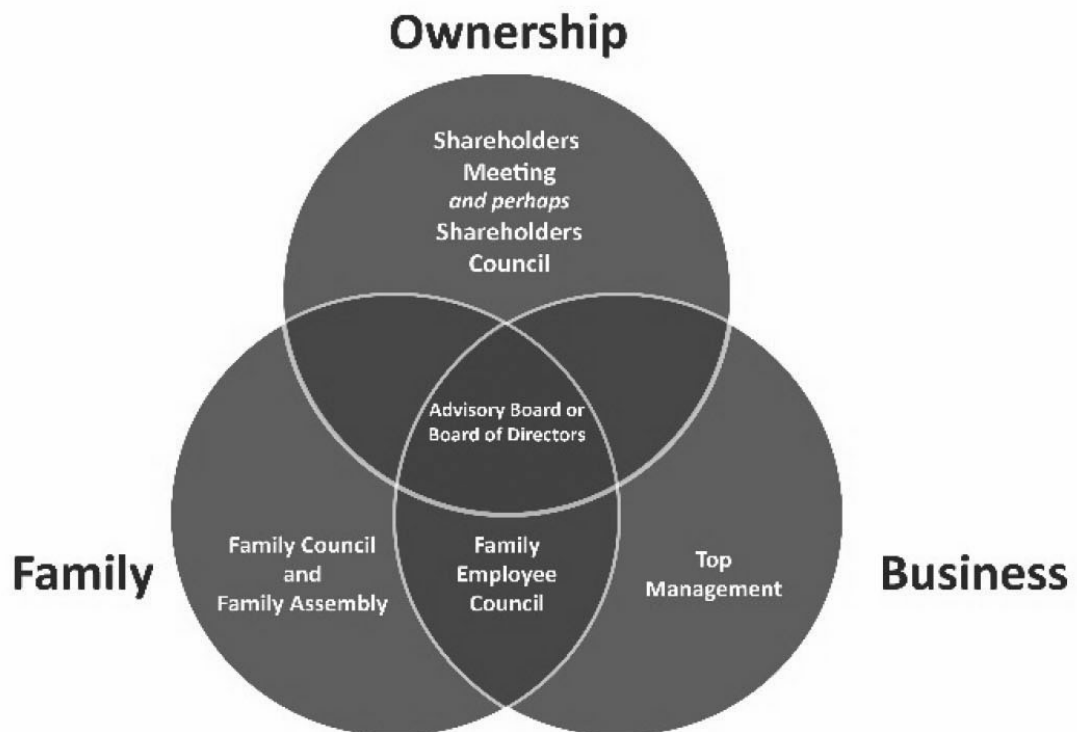 Ownership
Shareholders
Meeting
and perhaps
Shareholders
Council
Advisory Board or
Board of Directors
Family
Family Council
and
Family Assembly
Family
Employee
Council
Top
Management
Business